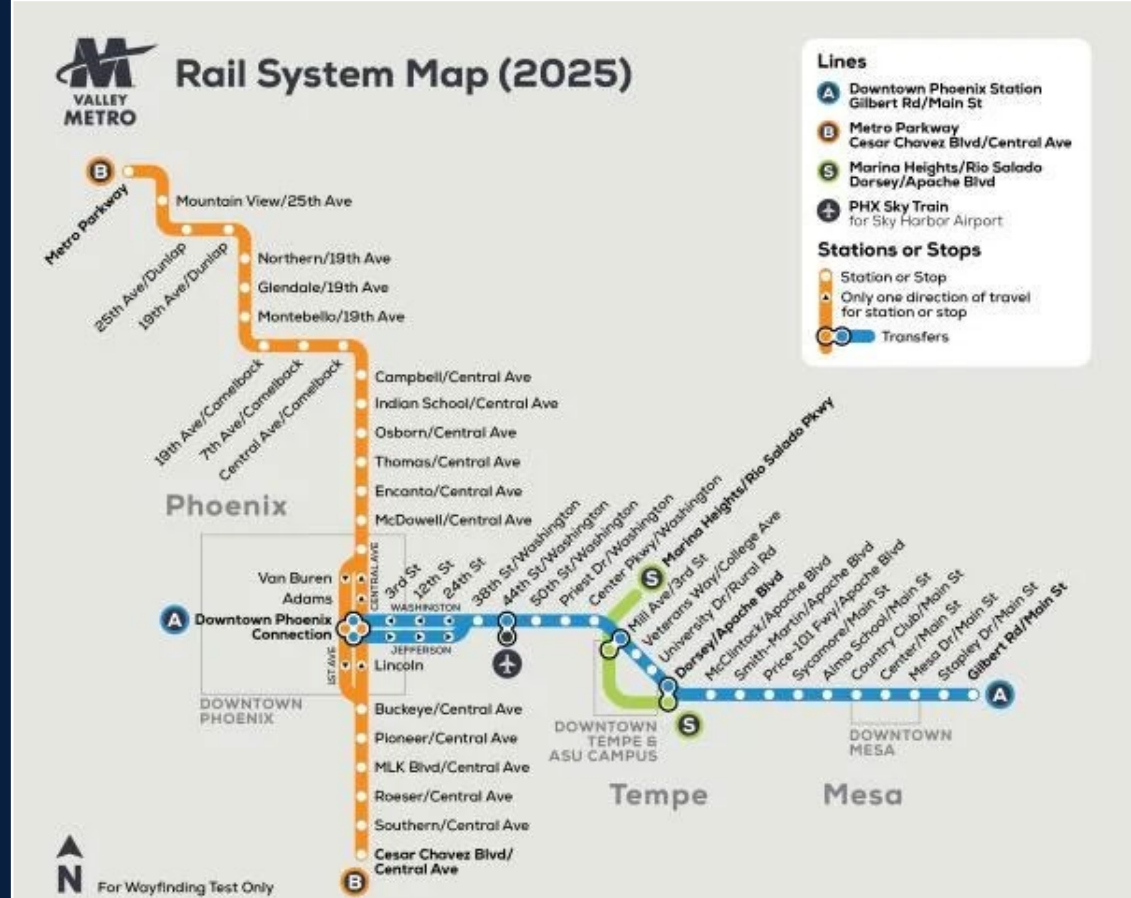 VALLEY
METRO
Rail System Map (2025)
Lines
A
Downtown Phoenix Station
Gilbert Rd/Main St
B
Metro Parkway
Cesar Chavez Blvd/Central Ave
S
Marina Heights/Rio Salado
Dorsey/Apache Blvd
PHX Sky Train
for Sky Harbor Airport
Stations or Stops
Station or Stop
Only one direction of travel
for station or stop
Transfers
B
Metro Parkway
Mountain View/25th Ave
25th Ave/Dunlap
19th Ave/Dunlap
Northern/19th Ave
Glendale/19th Ave
Montebello/19th Ave
19th Ave/Camelback
7th Ave/Camelback
Central Ave/Camelback
Campbell/Central Ave
Indian School/Central Ave
Osborn/Central Ave
Thomas/Central Ave
Encanto/Central Ave
McDowell/Central Ave
Phoenix
Van Buren
Adams
CENTRAL AVE
A
Downtown Phoenix
Connection
WASHINGTON
JEFFERSON
1ST AVE
Lincoln
DOWNTOWN
PHOENIX
3rd St
12th St
24th St
38th St/Washington
44th St/Washington
50th St/Washington
Priest Dr/Washington
Center Pkwy/Washington
S
Marina Heights/Rio Salado Pkwy
Mill Ave/3rd St
Veterans Way/College Ave
University Dr/Rural Rd
Dorsey/Apache Blvd
McClintock/Apache Blvd
Smith-Martin/Apache Blvd
Price-101 Fwy/Apache Blvd
Sycamore/Main St
Alma School/Main St
Country Club/Main St
Center/Main St
Mesa Dr/Main St
Stapley Dr/Main St
Gilbert Rd/Main St
A
S
DOWNTOWN
TEMPE &
ASU CAMPUS
DOWNTOWN
MESA
Tempe
Mesa
Buckeye/Central Ave
Pioneer/Central Ave
MLK Blvd/Central Ave
Roeser/Central Ave
Southern/Central Ave
Cesar Chavez Blvd/
Central Ave
B
N
For Wayfinding Test Only